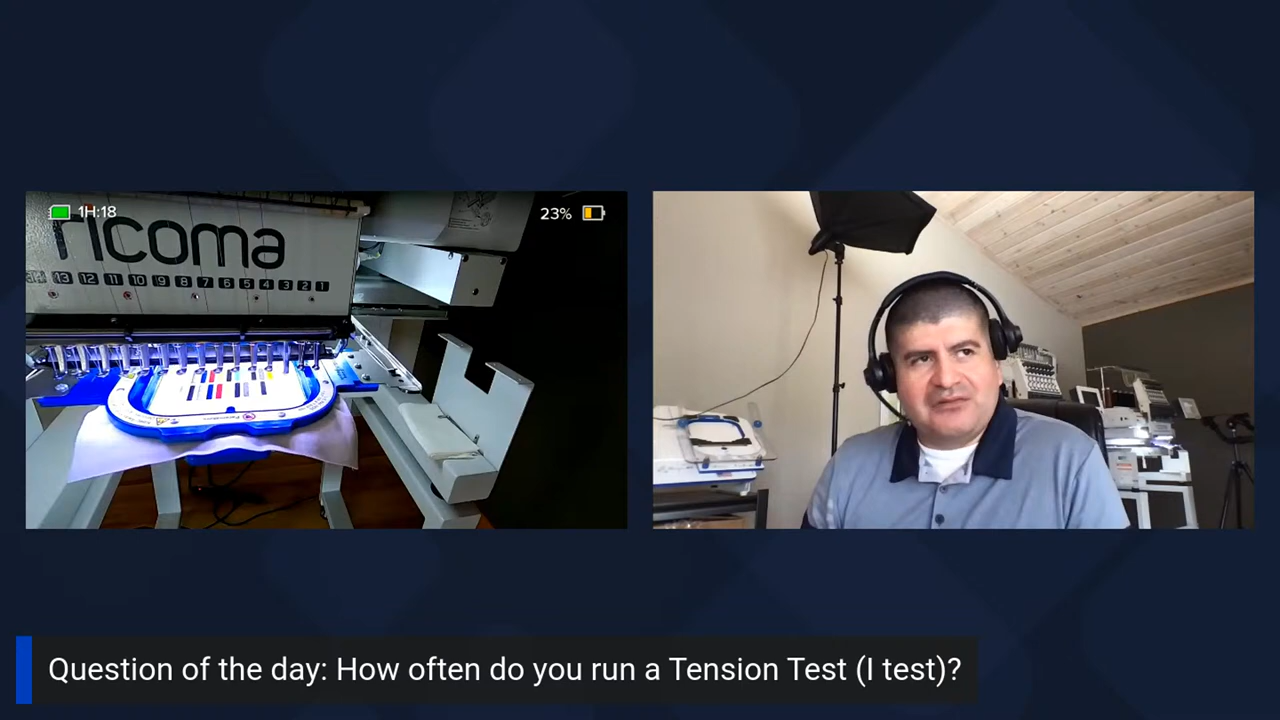 1H:18
23%
ricoma
13 12 11 10 9 8 7 6 5 4 3 2 1
Question of the day: How often do you run a Tension Test (I test)?